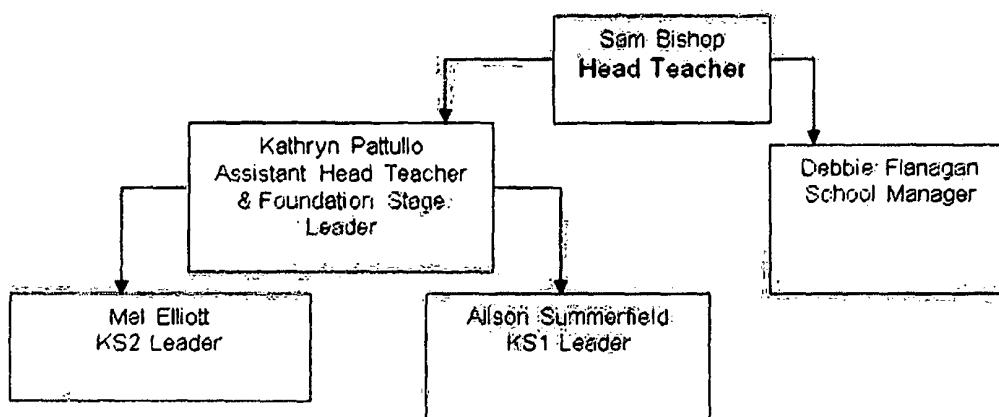 Sam Bishop
Head Teacher
Kathryn Pattullo
Assistant Head Teacher
& Foundation Stage
Leader
Debbie Flanagan
School Manager
Mel Elliott
KS2 Leader
Alison Summerfield
KS1 Leader